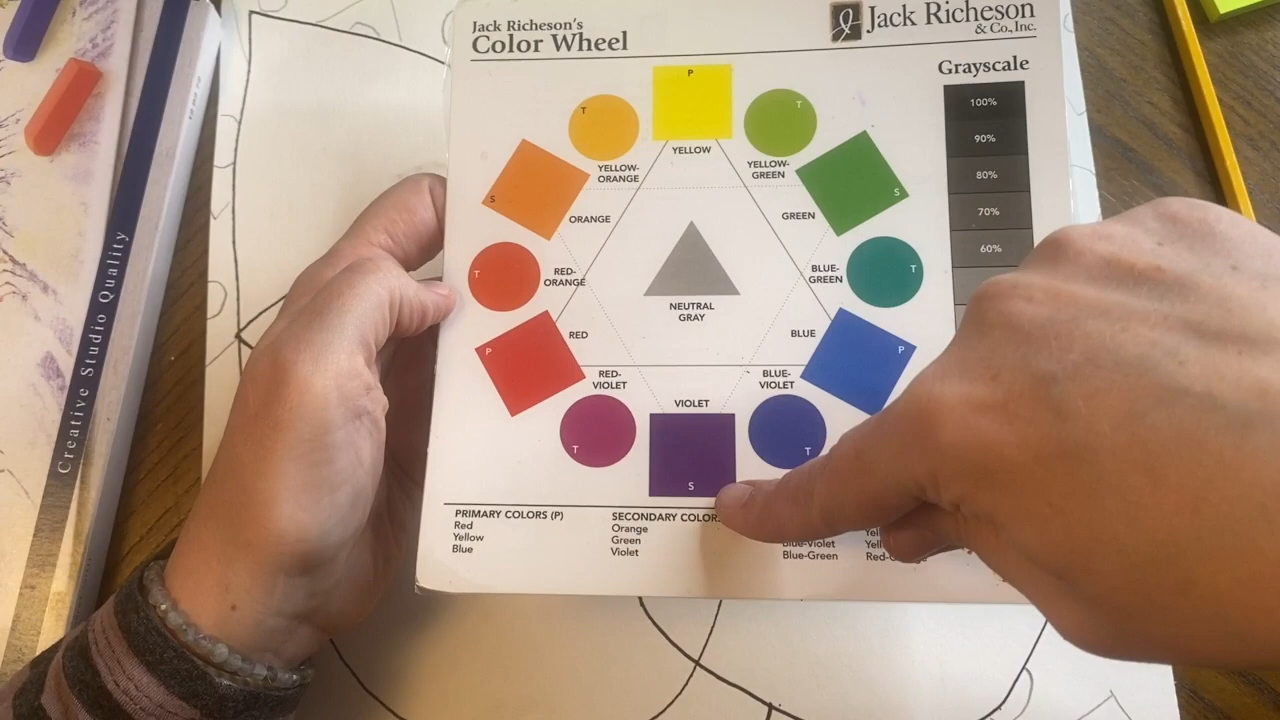 Jack Richeson's
Color Wheel
Jack Richeson
& Co., Inc.
Grayscale
100%
90%
80%
70%
60%
P
YELLOW
T
YELLOW-
ORANGE
T
YELLOW-
GREEN
S
ORANGE
S
GREEN
T
RED-
ORANGE
T
BLUE-
GREEN
NEUTRAL
GRAY
P
RED
P
BLUE
T
RED-
VIOLET
VIOLET
S
T
BLUE-
VIOLET
PRIMARY COLORS (P)
Red
Yellow
Blue
SECONDARY COLOR
Orange
Green
Violet
Blue-Violet
Blue-Green
Creative Studio Quality